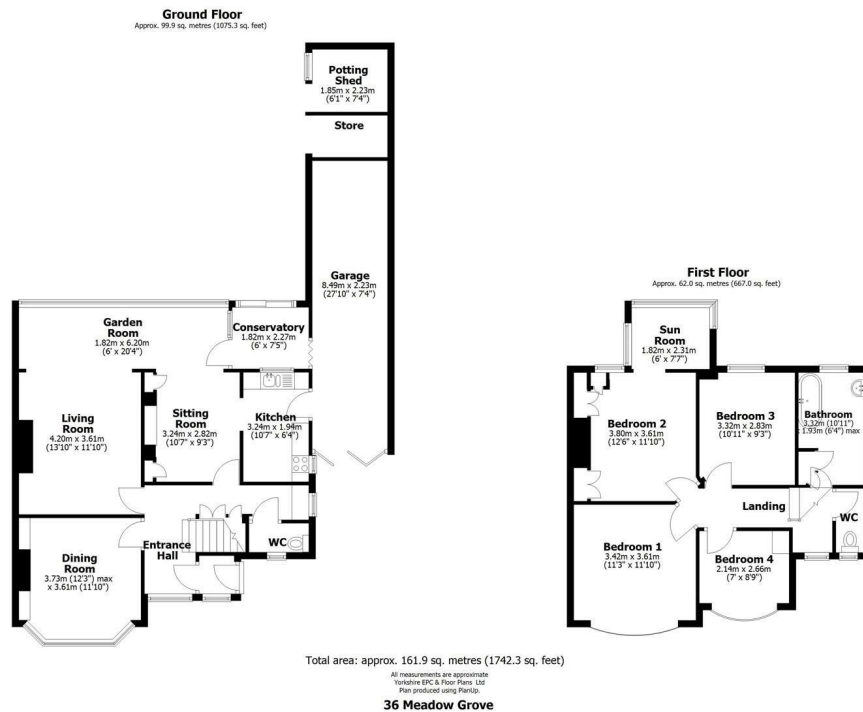 Ground Floor
Approx. 99.9 sq. metres (1075.3 sq. feet)
Potting
Shed
1.85m x 2.23m
(6'1" x 7'4")
Store
Garage
8.49m x 2.23m
(27'10" x 7'4")
Garden
Room
1.82m x 6.20m
(6' x 20'4")
Conservatory
1.82m x 2.27m
(6' x 7'5")
Living
Room
4.20m x 3.61m
(13'10" x 11'10")
Sitting
Room
3.24m x 2.82m
(10'7" x 9'3")
Kitchen
3.24m x 1.94m
(10'7" x 6'4")
Dining
Room
3.73m (12'3") max
x 3.61m (11'10")
Entrance
Hall
WC
First Floor
Approx. 62.0 sq. metres (667.0 sq. feet)
Sun
Room
1.82m x 2.31m
(6' x 7'7")
Bedroom 2
3.80m x 3.61m
(12'6" x 11'10")
Bedroom 3
3.32m x 2.83m
(10'11" x 9'3")
Bathroom
3.32m (10'11")
x 1.93m (6'4") max
Landing
WC
Bedroom 1
3.42m x 3.61m
(11'3" x 11'10")
Bedroom 4
2.14m x 2.66m
(7' x 8'9")
Total area: approx. 161.9 sq. metres (1742.3 sq. feet)
All measurements are approximate
Yorkshire EPC & Floor Plans Ltd
Plan produced using PlanUp.
36 Meadow Grove